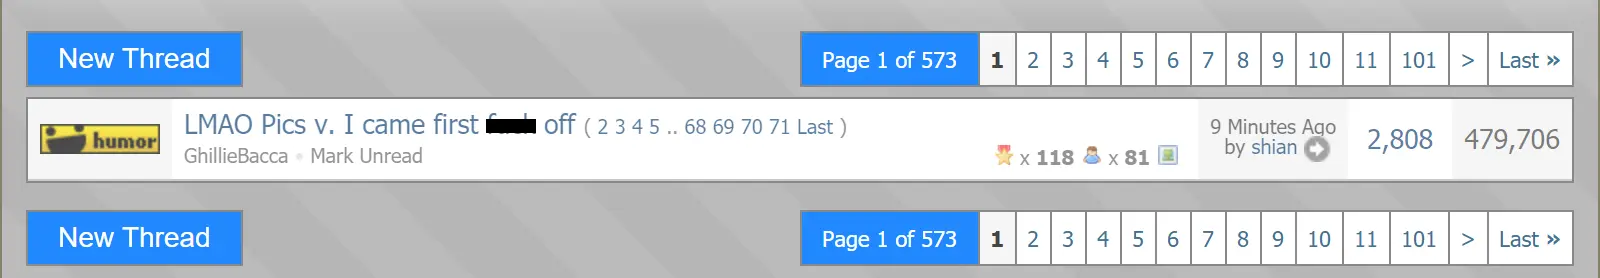 New Thread
Page 1 of 573 1 2 3 4 5 6 7 8 9 10 11 101 > Last »
humor
LMAO Pics v. I came first off ( 2 3 4 5 .. 68 69 70 71 Last )
GhillieBacca • Mark Unread
x 118 x 81
9 Minutes Ago
by shian
2,808
479,706
New Thread
Page 1 of 573 1 2 3 4 5 6 7 8 9 10 11 101 > Last »